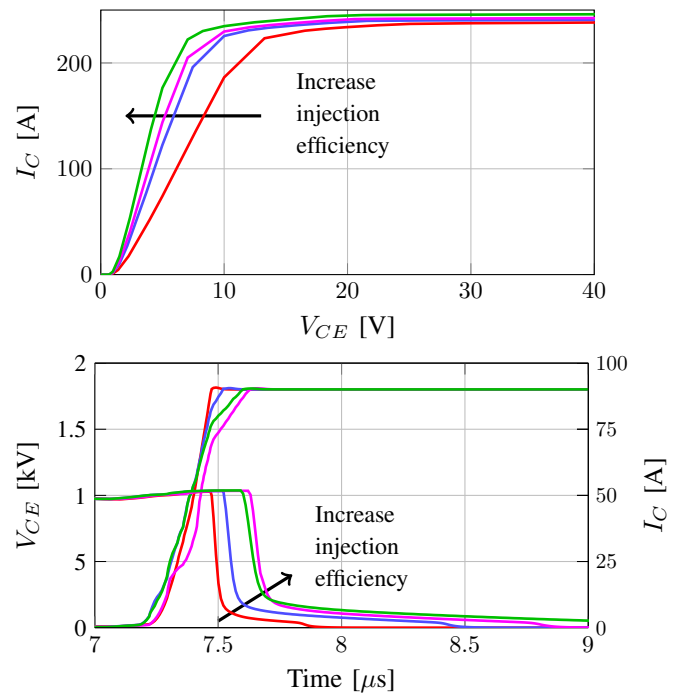 200
100
0
I_C [A]
Increase
injection
efficiency
0
10
20
30
40
V_CE [V]
2
1.5
1
5
0
V_CE [kV]
100
75
50
25
0
I_C [A]
Increase
injection
efficiency
7
7.5
8
8.5
9
Time [μs]